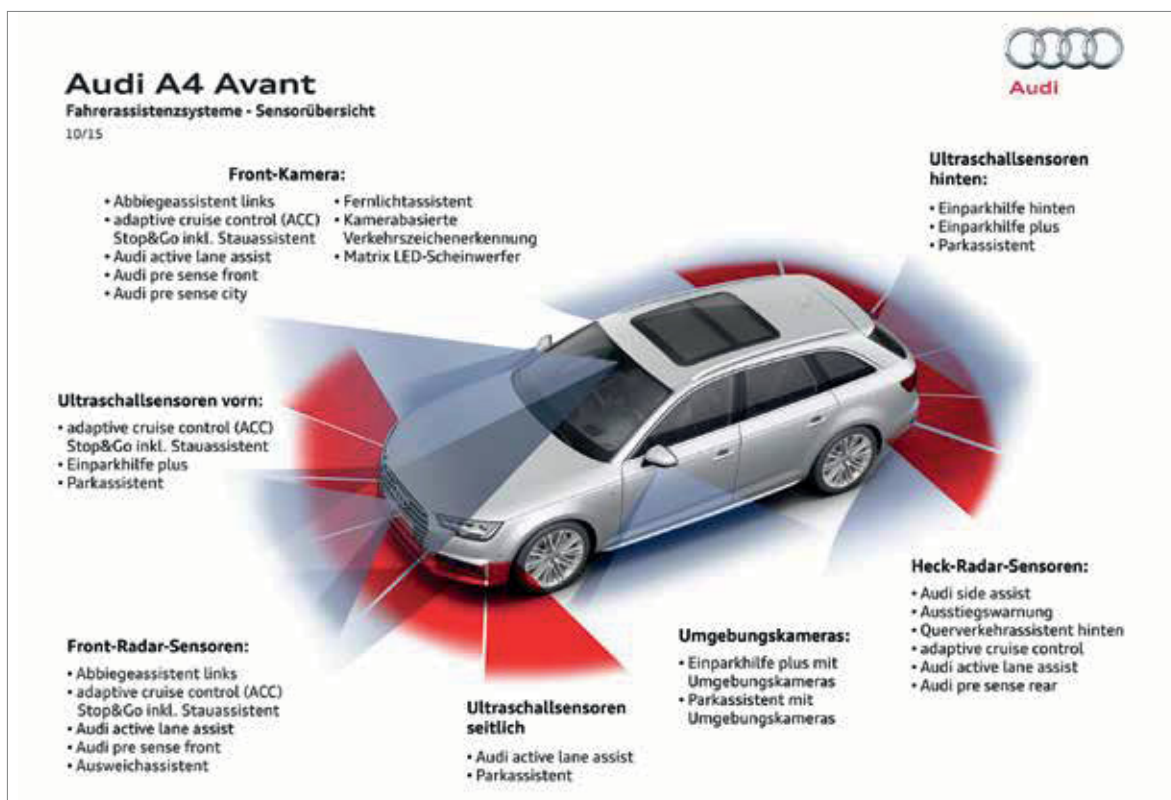 Audi A4 Avant
Fahrerassistenzsysteme - Sensorübersicht
10/15
Audi
Front-Kamera:
• Abbiegeassistent links
• adaptive cruise control (ACC)
Stop&Go inkl. Stauassistent
• Audi active lane assist
• Audi pre sense front
• Audi pre sense city
• Fernlichtassistent
• Kamerabasierte
Verkehrszeichenerkennung
• Matrix LED-Scheinwerfer
Ultraschallsensoren
hinten:
• Einparkhilfe hinten
• Einparkhilfe plus
• Parkassistent
Ultraschallsensoren vorn:
• adaptive cruise control (ACC)
Stop&Go inkl. Stauassistent
• Einparkhilfe plus
• Parkassistent
Front-Radar-Sensoren:
• Abbiegeassistent links
• adaptive cruise control (ACC)
Stop&Go inkl. Stauassistent
• Audi active lane assist
• Audi pre sense front
• Ausweichassistent
Ultraschallsensoren
seitlich
• Audi active lane assist
• Parkassistent
Umgebungskameras:
• Einparkhilfe plus mit
Umgebungskameras
• Parkassistent mit
Umgebungskameras
Heck-Radar-Sensoren:
• Audi side assist
• Ausstiegswarnung
• Querverkehrassistent hinten
• adaptive cruise control
• Audi active lane assist
• Audi pre sense rear